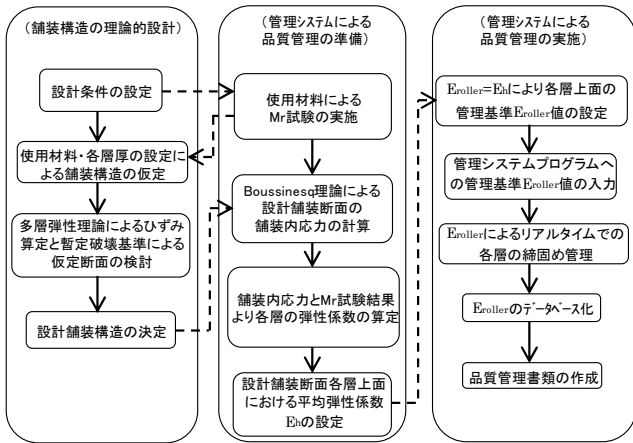 （舗装構造の理論的設計）
設計条件の設定
使用材料・各層厚の設定に
よる舗装構造の仮定
多層弾性理論によるひずみ
算定と暫定破壊基準による
仮定断面の検討
設計舗装構造の決定
（管理システムによる
品質管理の準備）
使用材料による
Mr試験の実施
Boussinesq理論による
設計舗装断面の
舗装内応力の計算
舗装内応力とMr試験結果
より各層の弾性係数の算定
設計舗装断面各層上面
における平均弾性係数
Ehの設定
（管理システムによる
品質管理の実施）
Eroller=Ehにより各層上面の
管理基準Eroller値の設定
管理システムプログラムへ
の管理基準Eroller値の入力
Erollerによるリアルタイムでの
各層の締固め管理
Erollerのデータベース化
品質管理書類の作成